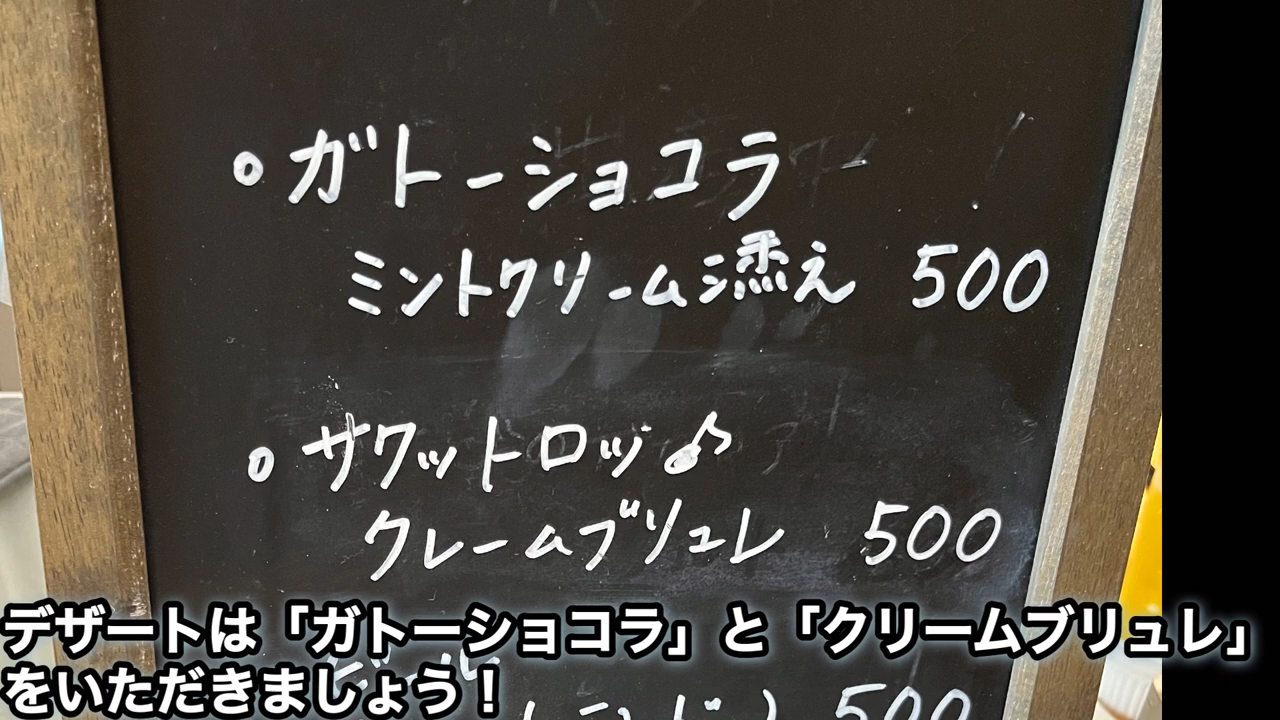 ガトーショコラ
ミントクリーム添え 500
サクットロッ♪
クレームブリュレ 500
500
デザートは「ガトーショコラ」と「クリームブリュレ」
をいただきましょう！